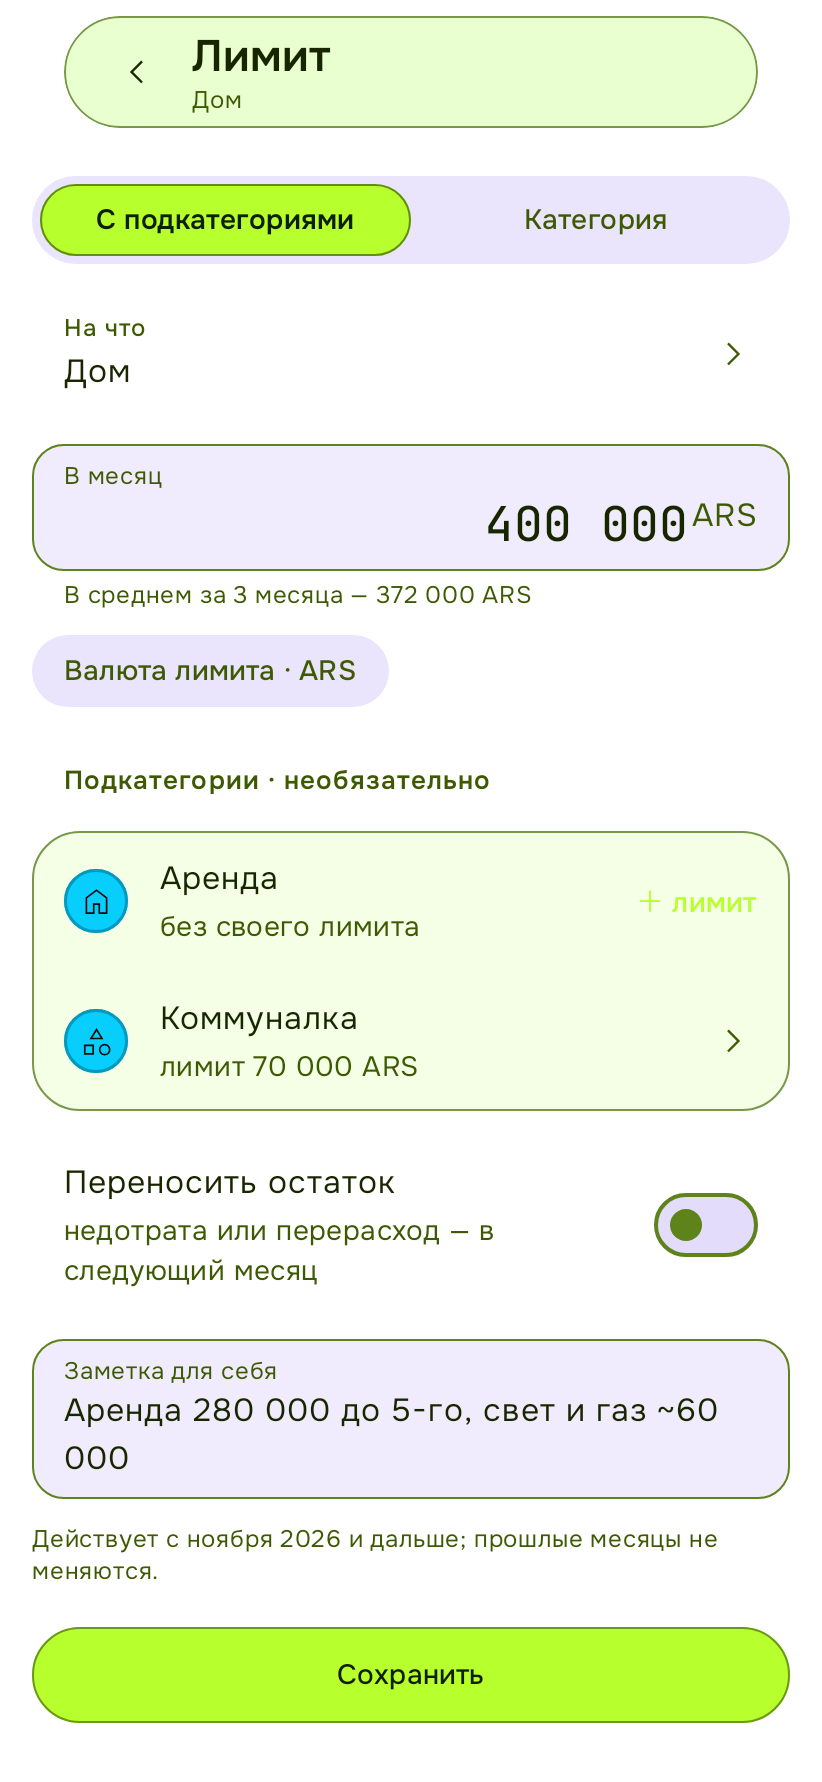 Лимит
Дом
С подкатегориями
Категория
На что
Дом
В месяц
400 000 ARS
В среднем за 3 месяца — 372 000 ARS
Валюта лимита · ARS
Подкатегории · необязательно
Аренда
без своего лимита
+ лимит
Коммуналка
лимит 70 000 ARS
Переносить остаток
недотрата или перерасход — в
следующий месяц
Заметка для себя
Аренда 280 000 до 5-го, свет и газ ~60
000
Действует с ноября 2026 и дальше; прошлые месяцы не
меняются.
Сохранить